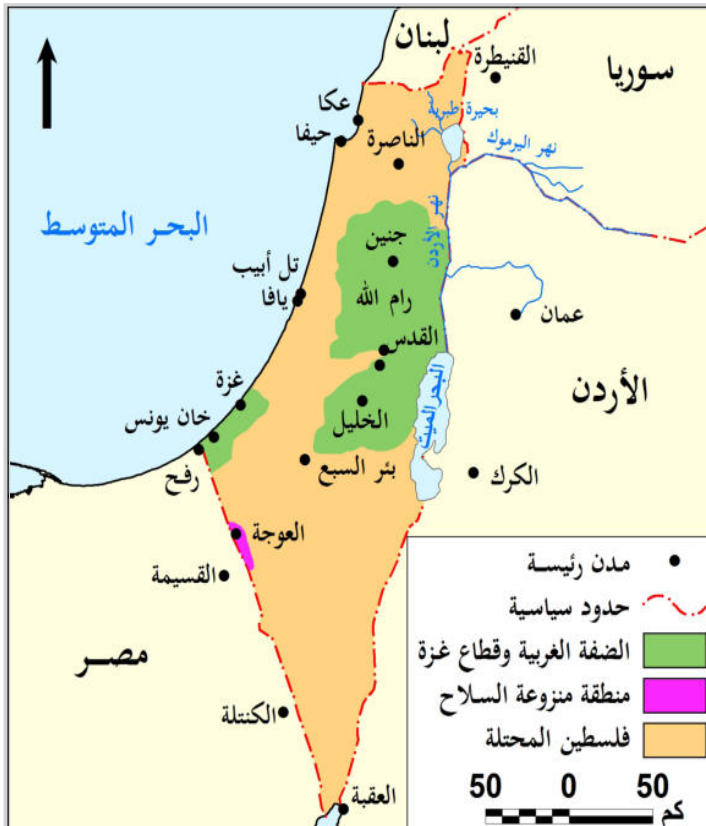 لبنان
القنيطرة
سوريا
عكا
بحيرة طبرية
حيفا
الناصرة
نهر اليرموك
البحر المتوسط
نهر الأردن
جنين
تل أبيب
يافا
رام الله
عمان
القدس
الأردن
غزة
البحر الميت
خان يونس
الخليل
رفح
بئر السبع
الكرك
العوجة
القسيمة
مصر
الكنتلة
العقبة
مدن رئيسة
حدود سياسية
الضفة الغربية وقطاع غزة
منطقة منزوعة السلاح
فلسطين المحتلة
50 0 50
كم